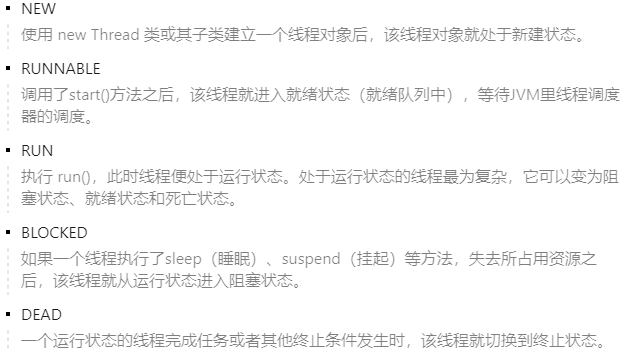 NEW
使用 new Thread 类或其子类建立一个线程对象后，该线程对象就处于新建状态。
RUNNABLE
调用了start()方法之后，该线程就进入就绪状态（就绪队列中），等待JVM里线程调度
器的调度。
RUN
执行 run()，此时线程便处于运行状态。处于运行状态的线程最为复杂，它可以变为阻
塞状态、就绪状态和死亡状态。
BLOCKED
如果一个线程执行了sleep（睡眠）、suspend（挂起）等方法，失去所占用资源之
后，该线程就从运行状态进入阻塞状态。
DEAD
一个运行状态的线程完成任务或者其他终止条件发生时，该线程就切换到终止状态。